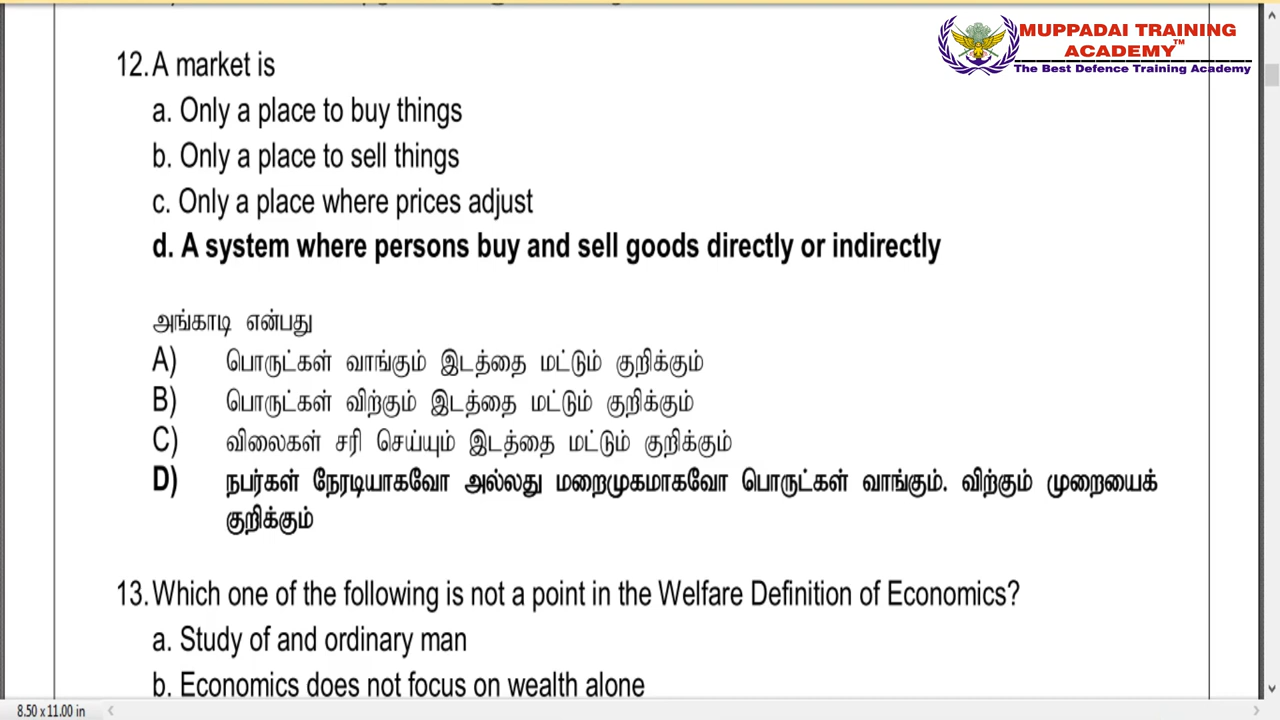 MUPPADAI TRAINING
ACADEMY™
The Best Defence Training Academy
12. A market is
a. Only a place to buy things
b. Only a place to sell things
c. Only a place where prices adjust
d. A system where persons buy and sell goods directly or indirectly
அங்காடி என்பது
A) பொருட்கள் வாங்கும் இடத்தை மட்டும் குறிக்கும்
B) பொருட்கள் விற்கும் இடத்தை மட்டும் குறிக்கும்
C) விலைகள் சரி செய்யும் இடத்தை மட்டும் குறிக்கும்
D) நபர்கள் நேரடியாகவோ அல்லது மறைமுகமாகவோ பொருட்கள் வாங்கும். விற்கும் முறையைக்
குறிக்கும்
13. Which one of the following is not a point in the Welfare Definition of Economics?
a. Study of and ordinary man
b. Economics does not focus on wealth alone
8.50 x 11.00 in